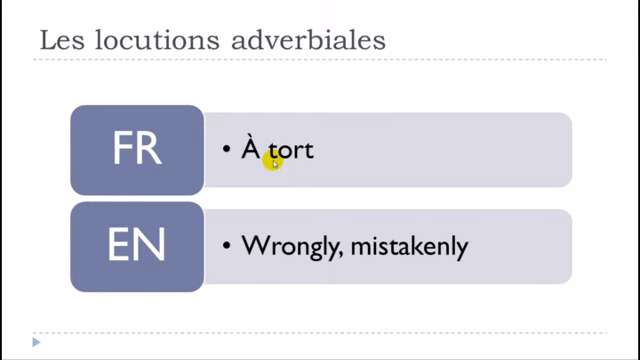 Les locutions adverbiales
FR
• À tort
EN
• Wrongly, mistakenly